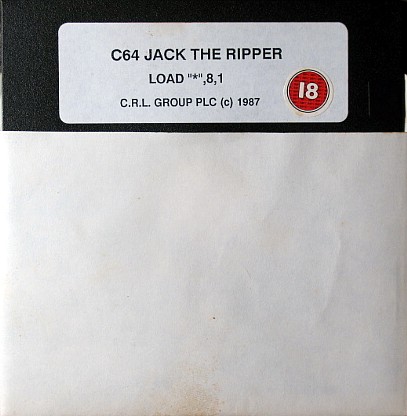 C64 JACK THE RIPPER
LOAD "*",8,1
C.R.L. GROUP PLC (c) 1987
18